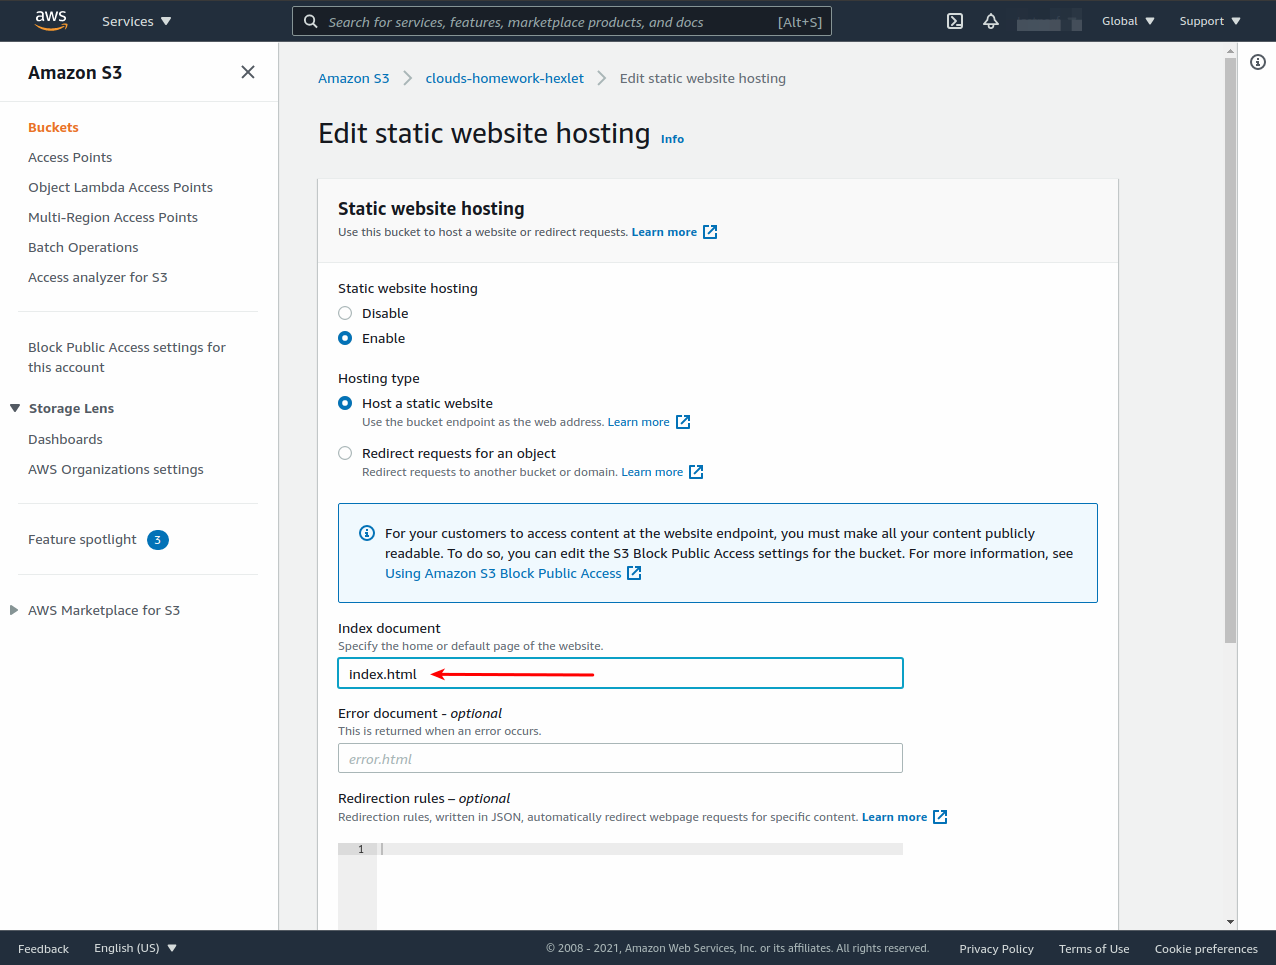 aws
Services
Search for services, features, marketplace products, and docs
[Alt+S]
Global
Support
Amazon S3
Buckets
Access Points
Object Lambda Access Points
Multi-Region Access Points
Batch Operations
Access analyzer for S3
Block Public Access settings for
this account
Storage Lens
Dashboards
AWS Organizations settings
Feature spotlight 3
AWS Marketplace for S3
Amazon S3 > clouds-homework-hexlet > Edit static website hosting
Edit static website hosting Info
Static website hosting
Use this bucket to host a website or redirect requests. Learn more
Static website hosting
Disable
Enable
Hosting type
Host a static website
Use the bucket endpoint as the web address. Learn more
Redirect requests for an object
Redirect requests to another bucket or domain. Learn more
For your customers to access content at the website endpoint, you must make all your content publicly
readable. To do so, you can edit the S3 Block Public Access settings for the bucket. For more information, see
Using Amazon S3 Block Public Access
Index document
Specify the home or default page of the website.
index.html
Error document - optional
This is returned when an error occurs.
error.html
Redirection rules – optional
Redirection rules, written in JSON, automatically redirect webpage requests for specific content. Learn more
1
Feedback
English (US)
© 2008 - 2021, Amazon Web Services, Inc. or its affiliates. All rights reserved.
Privacy Policy
Terms of Use
Cookie preferences